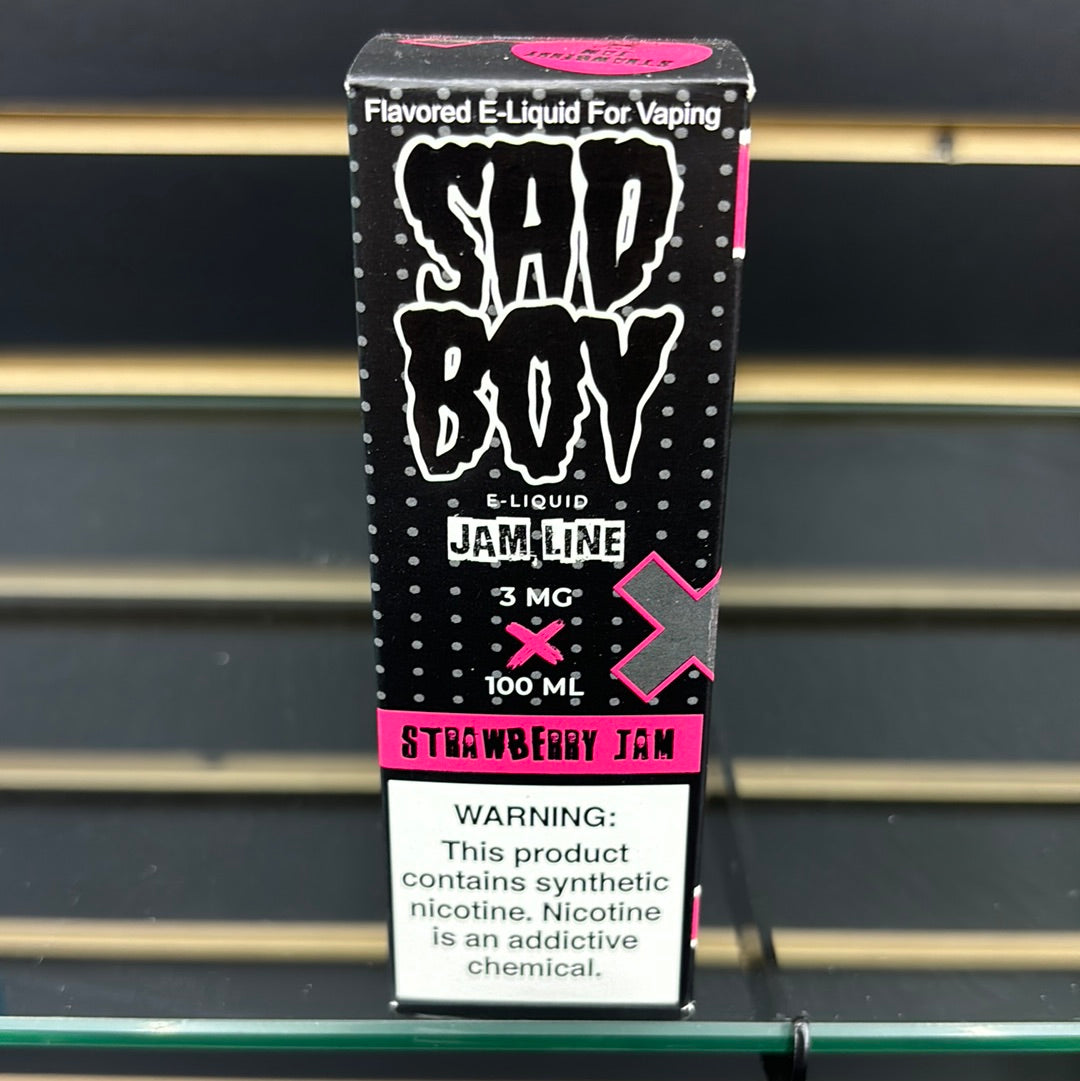 Flavored E-Liquid For Vaping
SAD
BOY
E-LIQUID
JAM LINE
3 MG
X
100 ML
STRAWBERRY JAM
WARNING:
This product
contains synthetic
nicotine. Nicotine
is an addictive
chemical.